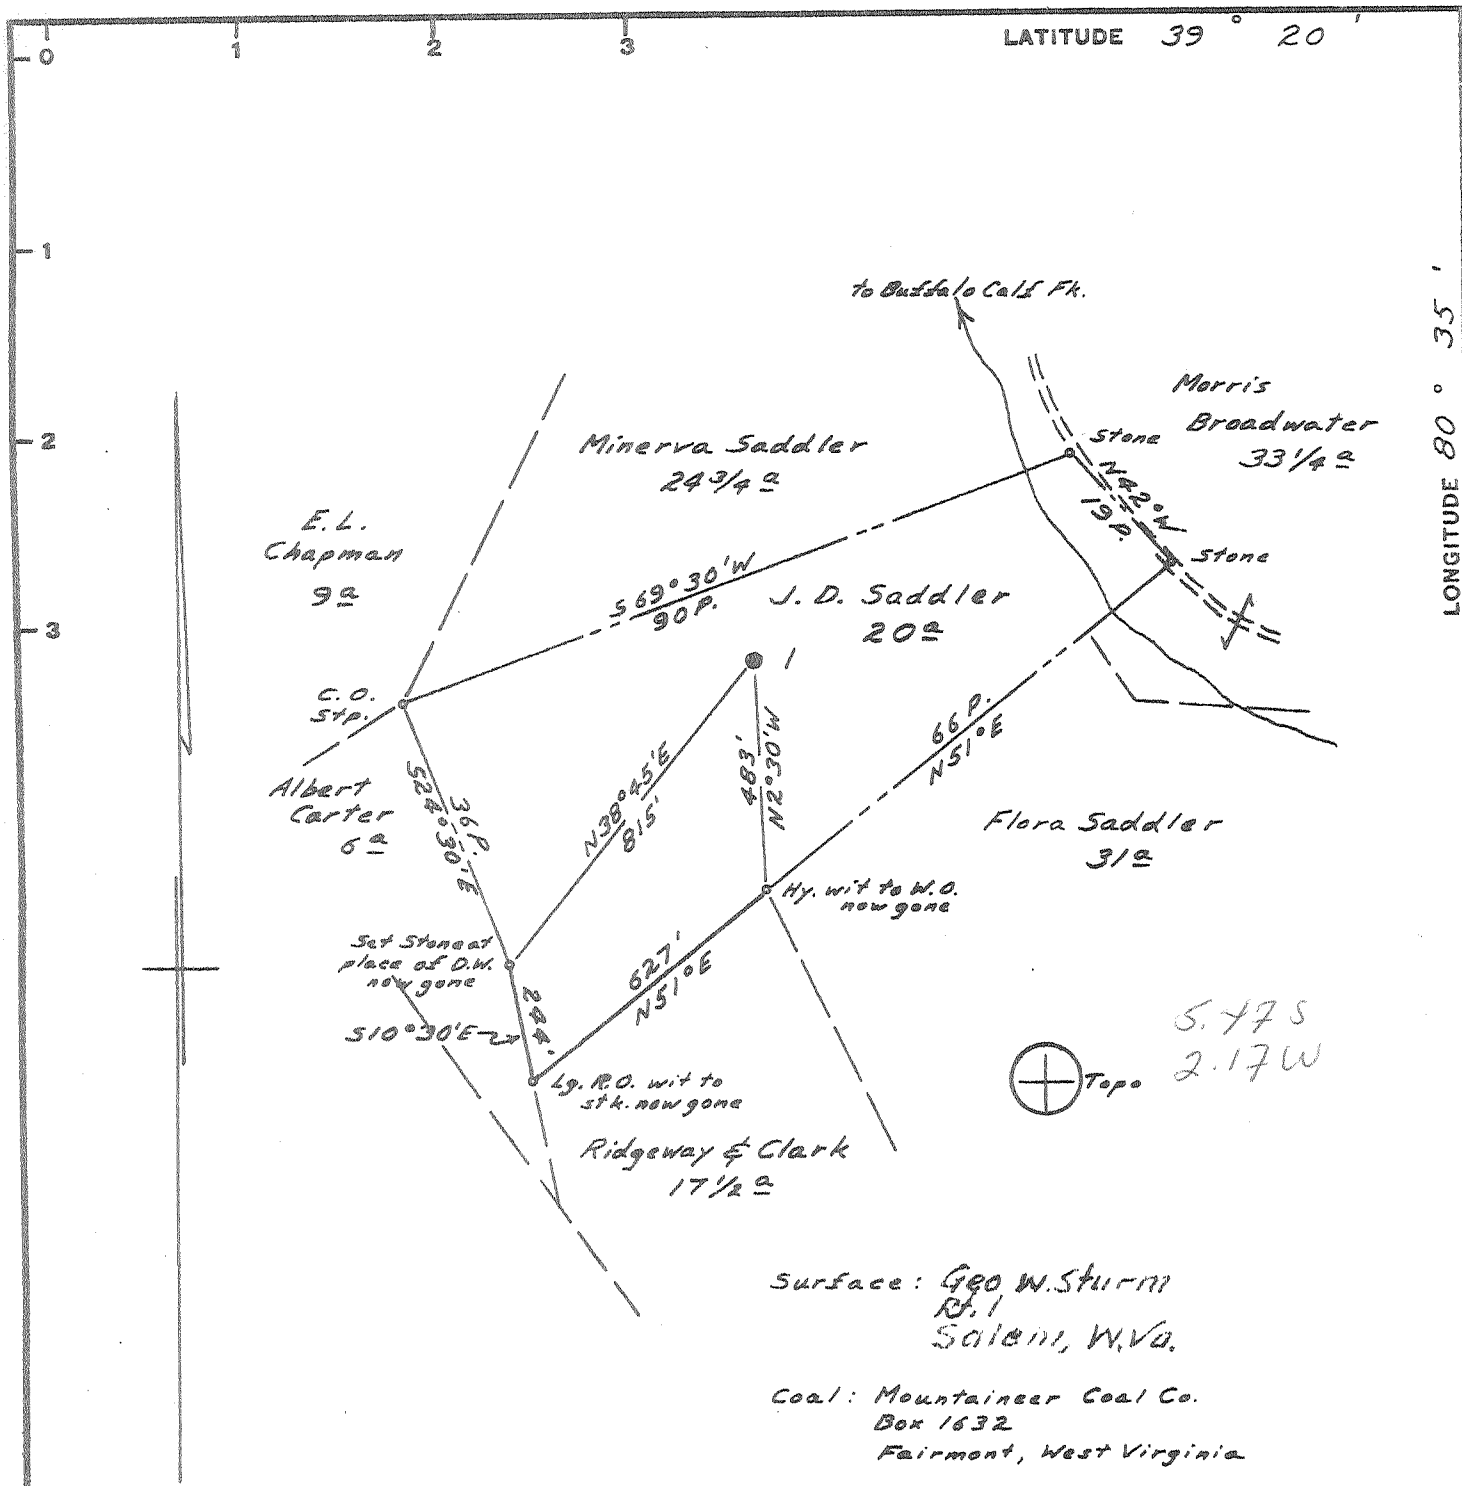 0
1
2
3
LATITUDE 39° 20'
1
2
3
LONGITUDE 80° 35'
to Buffalo Calf Fk.
Morris
Broadwater
33 1/4 a
Stone
N42°W
19P.
Stone
Minerva Saddler
24 3/4 a
E. L.
Chapman
9 a
S 69°30'W
90 P.
J. D. Saddler
20 a
1
C. O.
Stp.
Albert
Carter
6 a
36 P.
S24°30'E
N38°45'E
815'
483'
N2°30'W
66 P.
N51°E
Flora Saddler
31 a
Hy. wit to W.O.
now gone
Set Stone at
place of D.W.
now gone
627'
N51°E
244'
S10°30'E
Lg. R.O. wit to
stk. now gone
Ridgeway & Clark
17 1/2 a
Topo
5.47 S
2.17 W
Surface: Geo W. Sturm
Rt. 1
Salem, W.Va.
Coal: Mountaineer Coal Co.
Box 1632
Fairmont, West Virginia